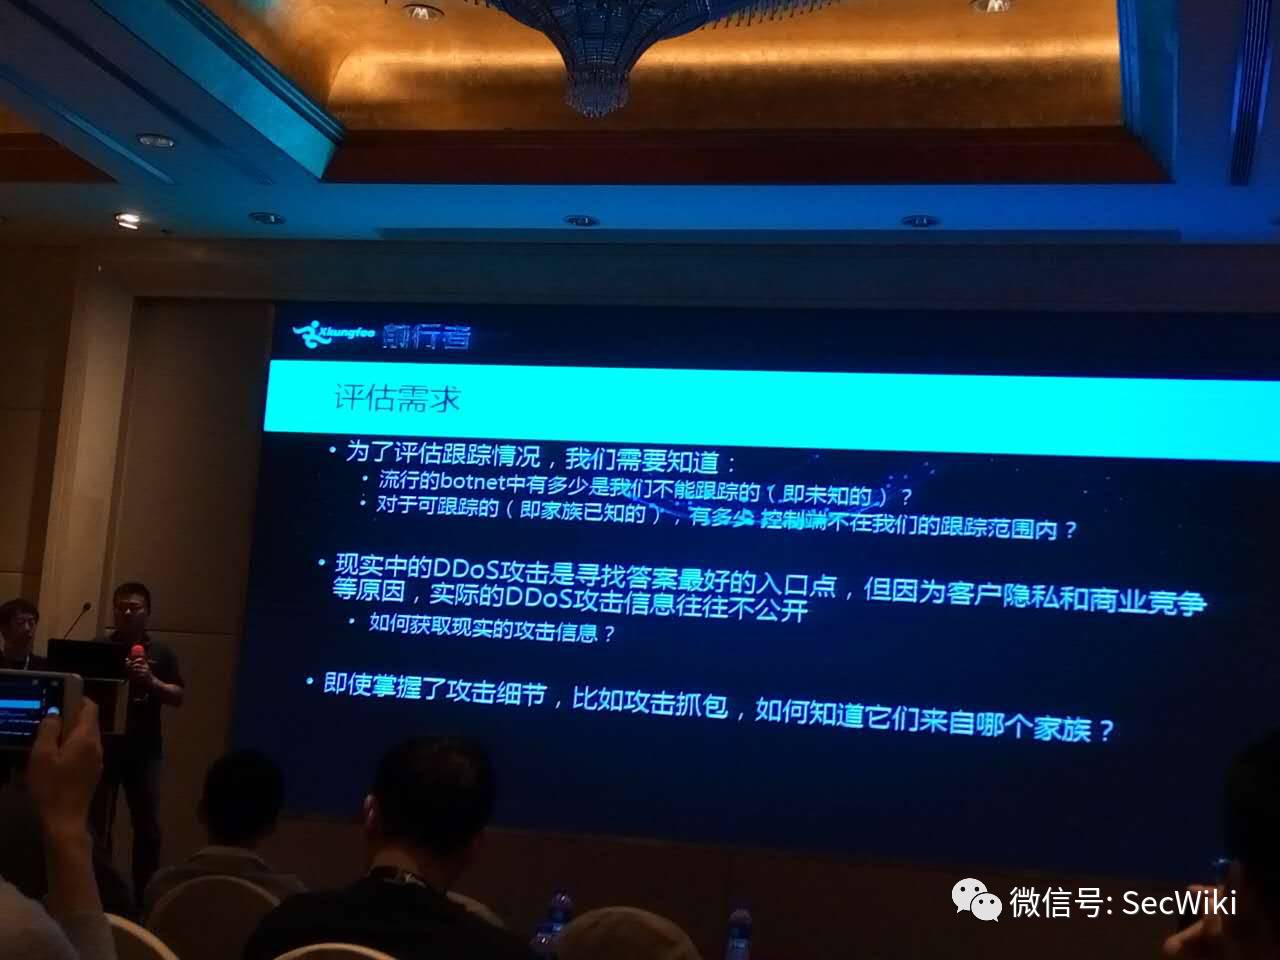 Xkungfoo 前行者
评估需求
• 为了评估跟踪情况，我们需要知道：
• 流行的botnet中有多少是我们不能跟踪的（即未知的）？
• 对于可跟踪的（即家族已知的），有多少 控制端不在我们的跟踪范围内？
• 现实中的DDoS攻击是寻找答案最好的入口点，但因为客户隐私和商业竞争
等原因，实际的DDoS攻击信息往往不公开
• 如何获取现实的攻击信息？
• 即使掌握了攻击细节，比如攻击抓包，如何知道它们来自哪个家族？
微信号: SecWiki